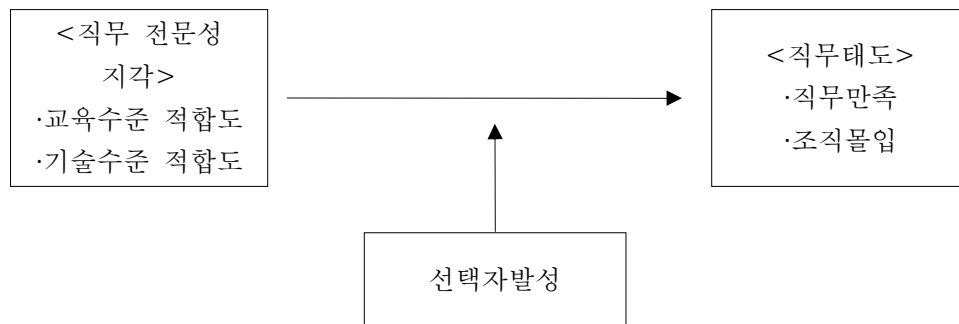 <직무 전문성
지각>
·교육수준 적합도
·기술수준 적합도
<직무태도>
·직무만족
·조직몰입
선택자발성